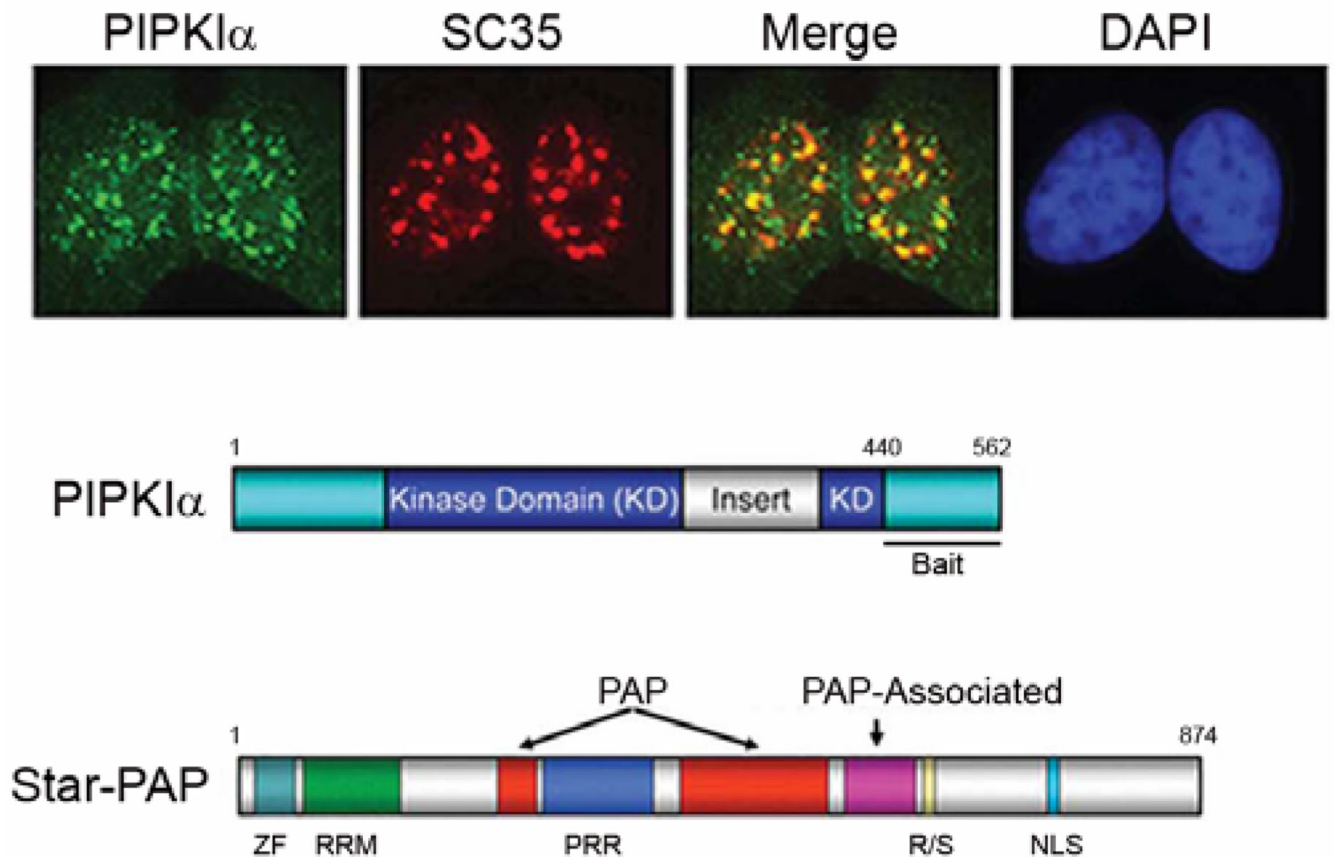 PIPKIα SC35 Merge DAPI
1 440 562
PIPKIα Kinase Domain (KD) Insert KD
Bait
PAP PAP-Associated
1 874
Star-PAP
ZF RRM PRR R/S NLS